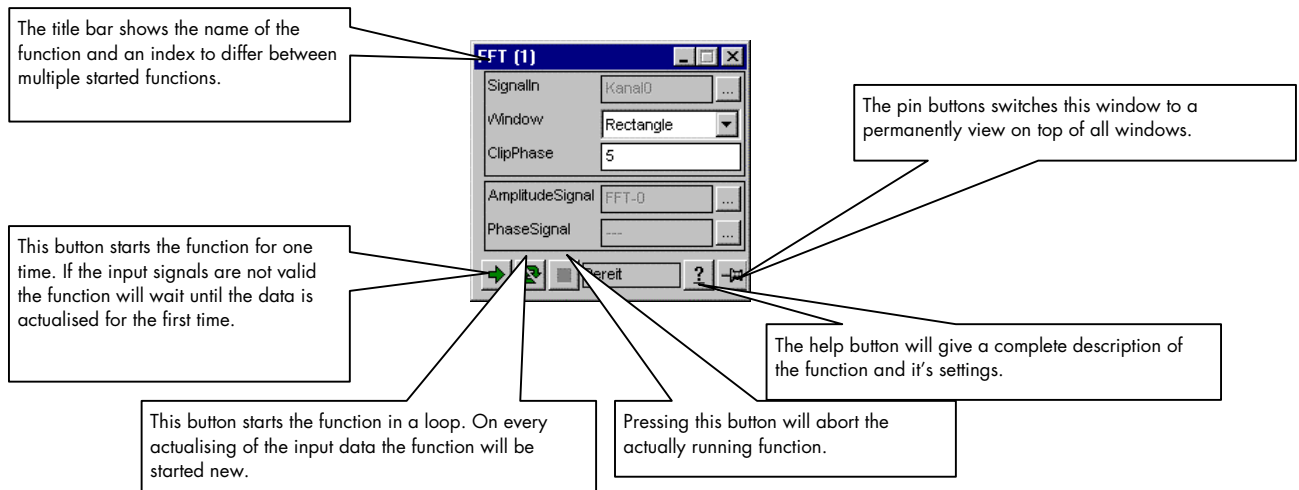 The title bar shows the name of the
function and an index to differ between
multiple started functions.
FFT (1)
SignalIn
Kanal0
...
Window
Rectangle
ClipPhase
5
AmplitudeSignal
FFT-0
...
PhaseSignal
---
...
Bereit
?
The pin buttons switches this window to a
permanently view on top of all windows.
This button starts the function for one
time. If the input signals are not valid
the function will wait until the data is
actualised for the first time.
The help button will give a complete description of
the function and it's settings.
This button starts the function in a loop. On every
actualising of the input data the function will be
started new.
Pressing this button will abort the
actually running function.